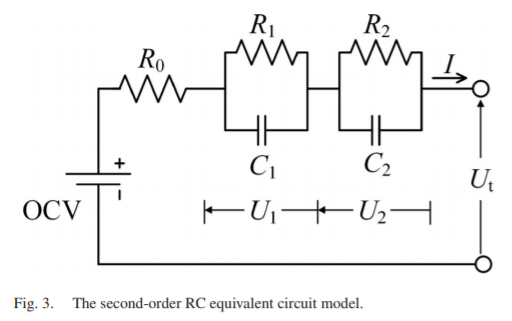 R₁
R₂
R₀
I
+
C₁
C₂
Uₜ
-
OCV
U₁
U₂
Fig. 3. The second-order RC equivalent circuit model.